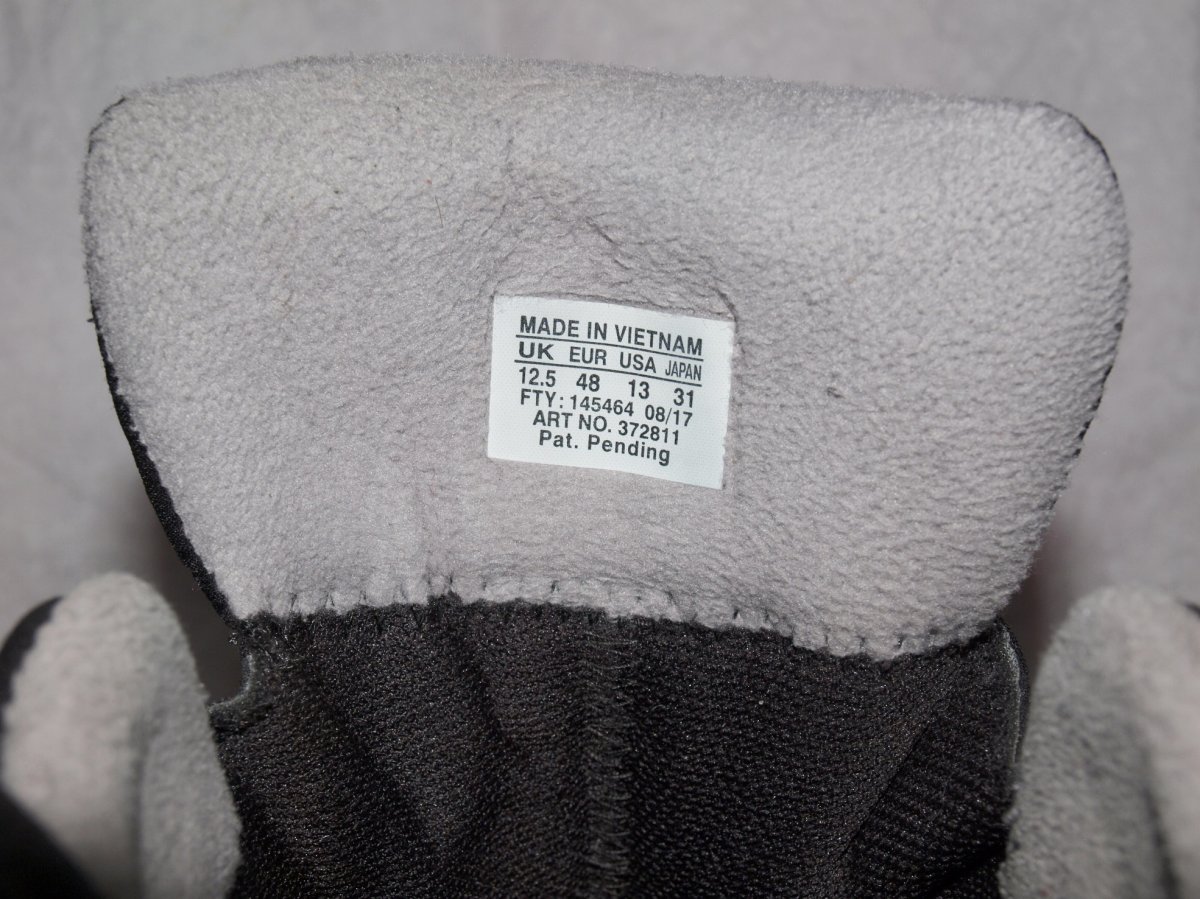 MADE IN VIETNAM
UK EUR USA JAPAN
12.5 48 13 31
FTY: 145464 08/17
ART NO. 372811
Pat. Pending